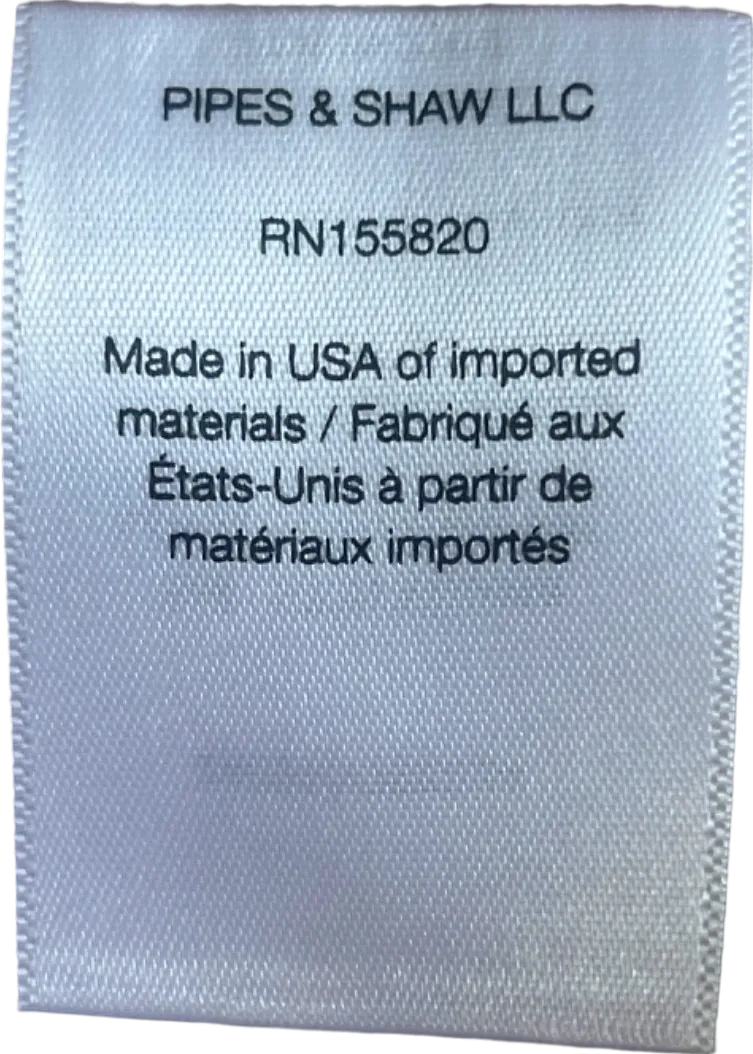 PIPES & SHAW LLC
RN155820
Made in USA of imported
materials / Fabriqué aux
États-Unis à partir de
matériaux importés